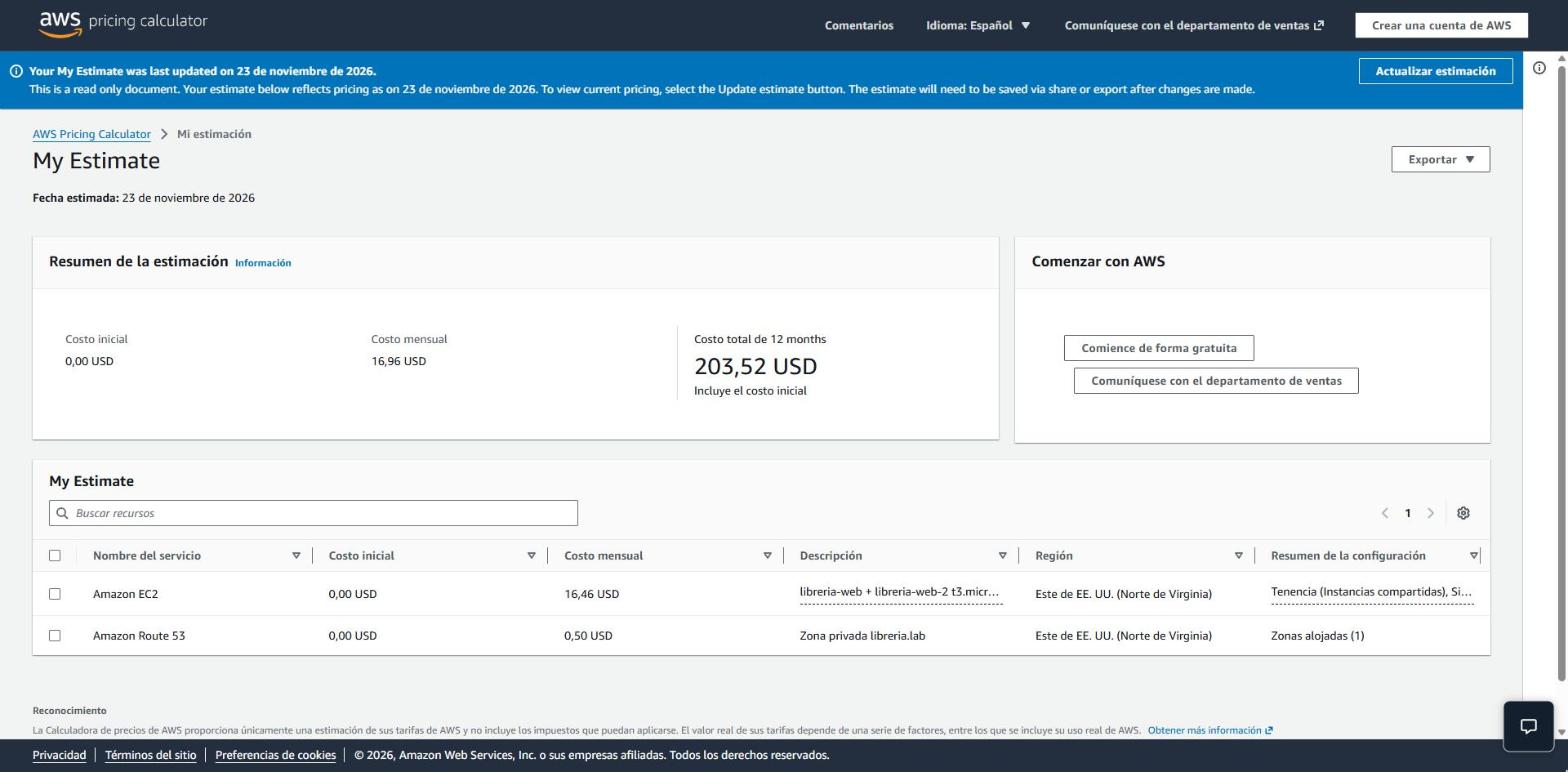 aws pricing calculator
Comentarios
Idioma: Español
Comuníquese con el departamento de ventas
Crear una cuenta de AWS
Your My Estimate was last updated on 23 de noviembre de 2026.
This is a read only document. Your estimate below reflects pricing as on 23 de noviembre de 2026. To view current pricing, select the Update estimate button. The estimate will need to be saved via share or export after changes are made.
Actualizar estimación
AWS Pricing Calculator > Mi estimación
My Estimate
Exportar
Fecha estimada: 23 de noviembre de 2026
Resumen de la estimación Información
Costo inicial
0,00 USD
Costo mensual
16,96 USD
Costo total de 12 months
203,52 USD
Incluye el costo inicial
Comenzar con AWS
Comience de forma gratuita
Comuníquese con el departamento de ventas
My Estimate
Buscar recursos
1
Nombre del servicio Costo inicial Costo mensual Descripción Región Resumen de la configuración
Amazon EC2 0,00 USD 16,46 USD libreria-web + libreria-web-2 t3.micr... Este de EE. UU. (Norte de Virginia) Tenencia (Instancias compartidas), Si...
Amazon Route 53 0,00 USD 0,50 USD Zona privada libreria.lab Este de EE. UU. (Norte de Virginia) Zonas alojadas (1)
Reconocimiento
La Calculadora de precios de AWS proporciona únicamente una estimación de sus tarifas de AWS y no incluye los impuestos que puedan aplicarse. El valor real de sus tarifas depende de una serie de factores, entre los que se incluye su uso real de AWS. Obtener más información
Privacidad | Términos del sitio | Preferencias de cookies | © 2026, Amazon Web Services, Inc. o sus empresas afiliadas. Todos los derechos reservados.